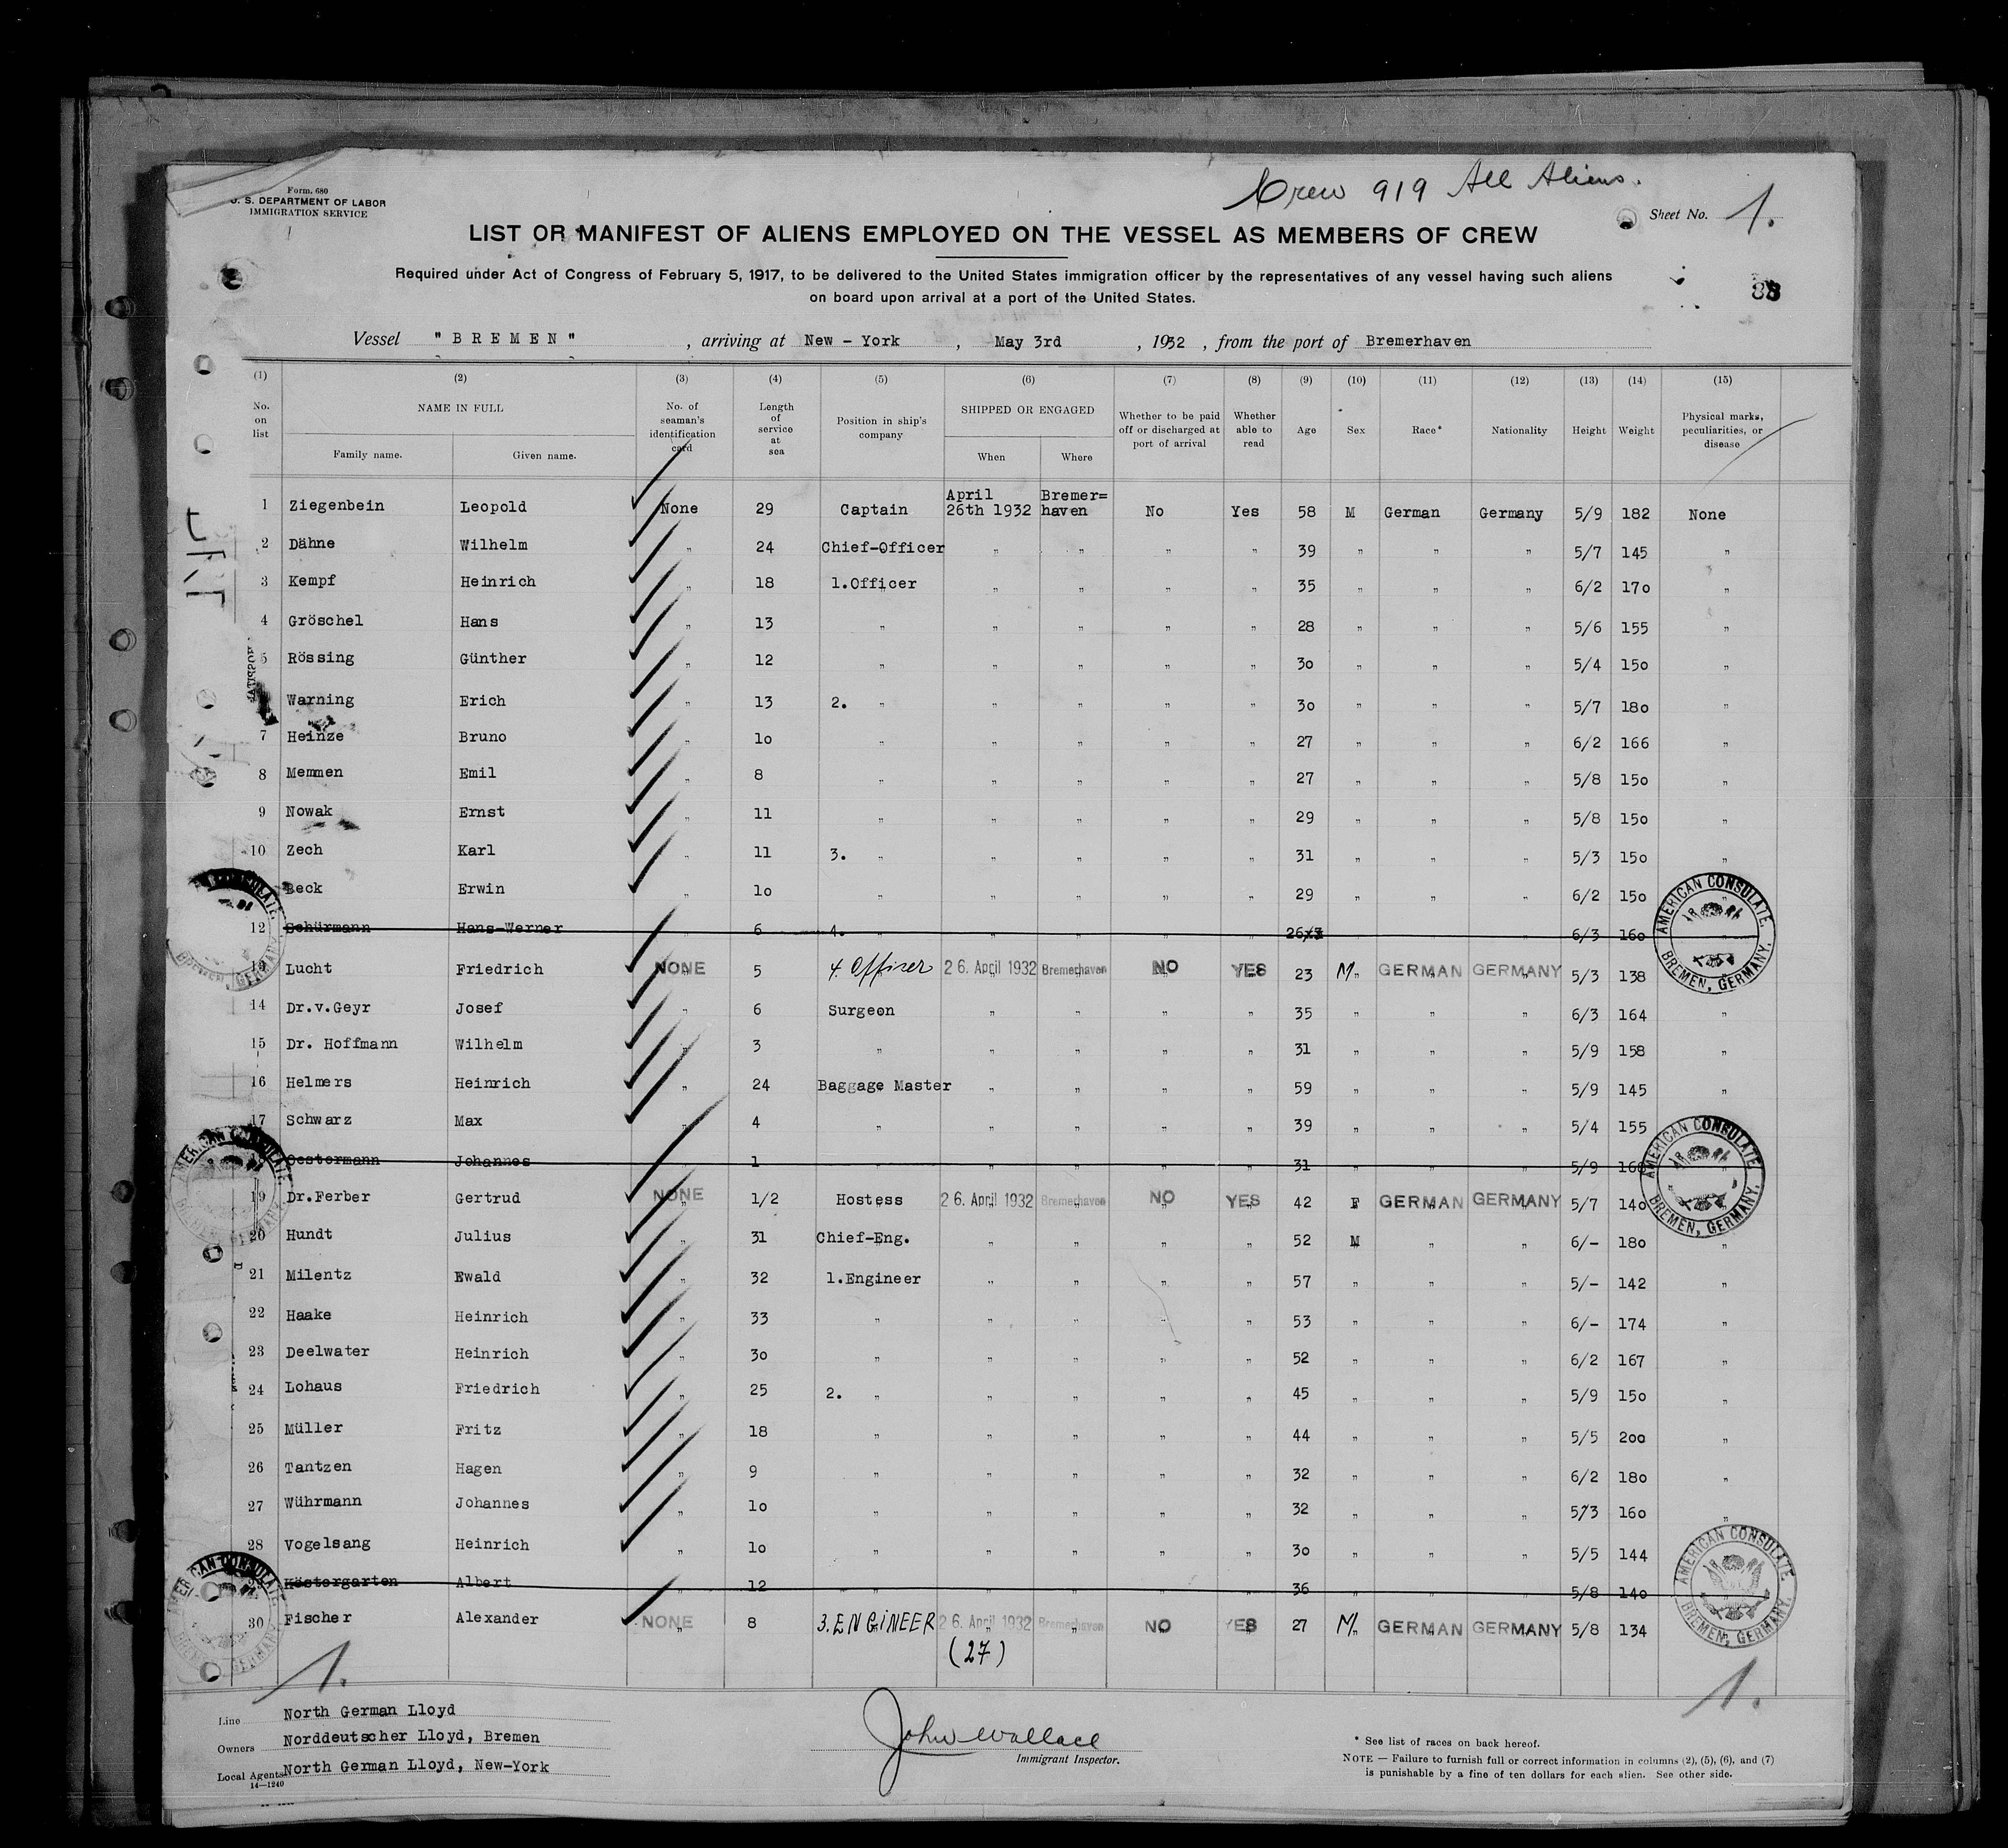 Crew 919 All Aliens.
Form. 680
U. S. DEPARTMENT OF LABOR
IMMIGRATION SERVICE
Sheet No. 1.
LIST OR MANIFEST OF ALIENS EMPLOYED ON THE VESSEL AS MEMBERS OF CREW
Required under Act of Congress of February 5, 1917, to be delivered to the United States immigration officer by the representatives of any vessel having such aliens
on board upon arrival at a port of the United States.
Vessel "BREMEN" , arriving at New - York , May 3rd , 1932 , from the port of Bremerhaven
(1) (2) (3) (4) (5) (6) (7) (8) (9) (10) (11) (12) (13) (14) (15)
No. on list NAME IN FULL Family name. Given name. No. of seaman's identification card Length of service at sea Position in ship's company SHIPPED OR ENGAGED When Where Whether to be paid off or discharged at port of arrival Whether able to read Age Sex Race* Nationality Height Weight Physical marks, peculiarities, or disease
1 Ziegenbein Leopold None 29 Captain April 26th 1932 Bremer= haven No Yes 58 M German Germany 5/9 182 None
2 Dähne Wilhelm " 24 Chief-Officer " " " " 39 " " " 5/7 145 "
3 Kempf Heinrich " 18 1.Officer " " " " 35 " " " 6/2 170 "
4 Gröschel Hans " 13 " " " " " 28 " " " 5/6 155 "
5 Rössing Günther " 12 " " " " " 30 " " " 5/4 150 "
Warning Erich " 13 2. " " " " " 30 " " " 5/7 180 "
7 Heinze Bruno " 10 " " " " " 27 " " " 6/2 166 "
8 Memmen Emil " 8 " " " " " 27 " " " 5/8 150 "
9 Nowak Ernst " 11 " " " " " 29 " " " 5/8 150 "
10 Zech Karl " 11 3. " " " " " 31 " " " 5/3 150 "
Beck Erwin " 10 " " " " " 29 " " " 6/2 150 "
12 Schürmann Hans-Werner " 6 4. " " " " 26 " " " 6/3 160 "
13 Lucht Friedrich NONE 5 4 Officer 26. April 1932 Bremerhaven NO YES 23 M GERMAN GERMANY 5/3 138
14 Dr.v.Geyr Josef " 6 Surgeon " " " " 35 " " " 6/3 164 "
15 Dr. Hoffmann Wilhelm " 3 " " " " " 31 " " " 5/9 158 "
16 Helmers Heinrich " 24 Baggage Master " " " " 59 " " " 5/9 145 "
17 Schwarz Max " 4 " " " " " 39 " " " 5/4 155 "
Oestermann Johannes " 1 " " " " " 31 " " " 5/9 160
19 Dr.Ferber Gertrud NONE 1/2 Hostess 26. April 1932 Bremerhaven NO YES 42 F GERMAN GERMANY 5/7 140
20 Hundt Julius " 31 Chief-Eng. " " " " 52 M " " 6/- 180 "
21 Milentz Ewald " 32 1.Engineer " " " " 57 " " " 5/- 142 "
22 Haake Heinrich " 33 " " " " " 53 " " " 6/- 174 "
23 Deelwater Heinrich " 30 " " " " " 52 " " " 6/2 167 "
24 Lohaus Friedrich " 25 2. " " " " " 45 " " " 5/9 150 "
25 Müller Fritz " 18 " " " " " 44 " " " 5/5 200 "
26 Tantzen Hagen " 9 " " " " " 32 " " " 6/2 180 "
27 Wührmann Johannes " 10 " " " " " 32 " " " 5/3 160 "
28 Vogelsang Heinrich " 10 " " " " " 30 " " " 5/5 144 "
Köstergarten Albert " 12 " " " " " 36 " " " 5/8 140
30 Fischer Alexander NONE 8 3.ENGINEER 26. April 1932 Bremerhaven NO YES 27 M GERMAN GERMANY 5/8 134
(27)
AMERICAN CONSULATE, BREMEN, GERMANY.
AMERICAN CONSULATE, BREMEN, GERMANY.
AMERICAN CONSULATE, BREMEN, GERMANY.
1. 1.
Line North German Lloyd
Owners Norddeutscher Lloyd, Bremen
Local Agents North German Lloyd, New-York
14—1240
John Wallace
Immigrant Inspector.
* See list of races on back hereof.
NOTE — Failure to furnish full or correct information in columns (2), (5), (6), and (7)
is punishable by a fine of ten dollars for each alien. See other side.